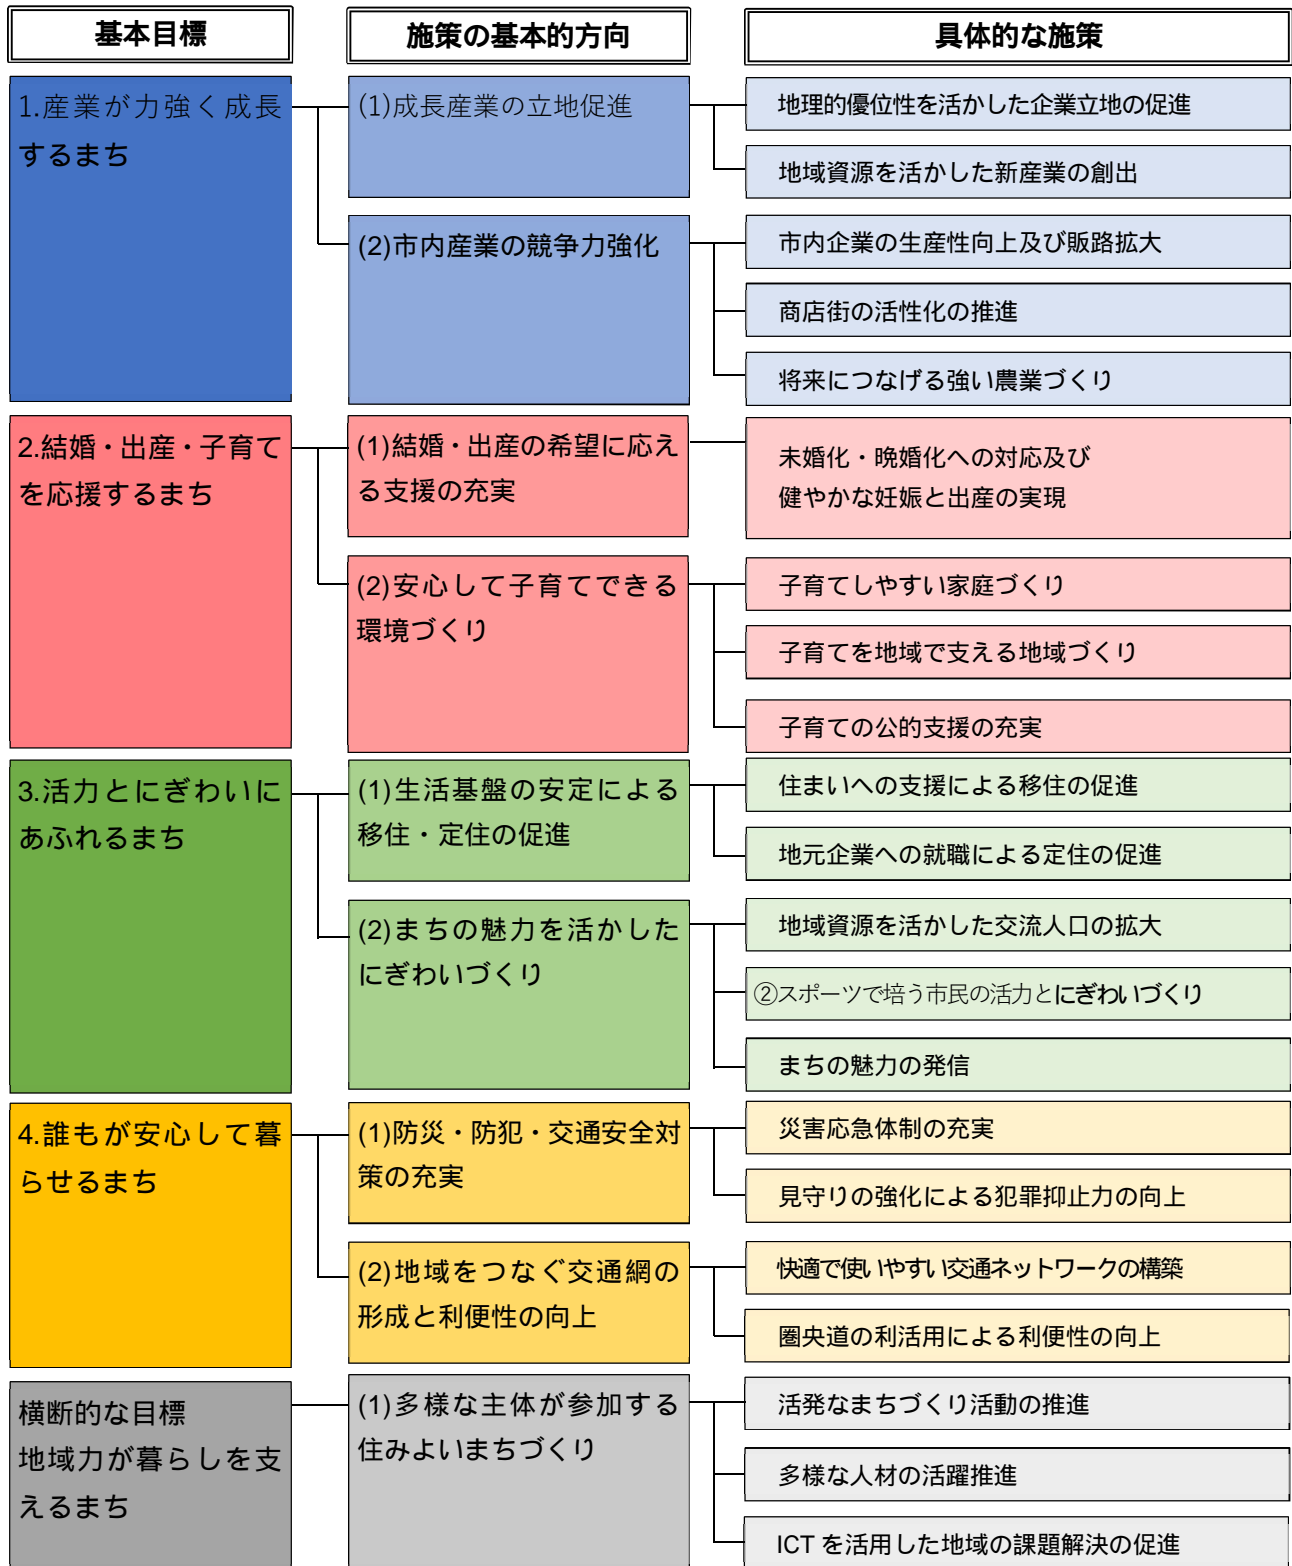 基本目標
施策の基本的方向
具体的な施策
1.産業が力強く成長
するまち
(1)成長産業の立地促進
地理的優位性を活かした企業立地の促進
地域資源を活かした新産業の創出
(2)市内産業の競争力強化
市内企業の生産性向上及び販路拡大
商店街の活性化の推進
将来につなげる強い農業づくり
2.結婚・出産・子育て
を応援するまち
(1)結婚・出産の希望に応え
る支援の充実
未婚化・晩婚化への対応及び
健やかな妊娠と出産の実現
(2)安心して子育てできる
環境づくり
子育てしやすい家庭づくり
子育てを地域で支える地域づくり
子育ての公的支援の充実
3.活力とにぎわいに
あふれるまち
(1)生活基盤の安定による
移住・定住の促進
住まいへの支援による移住の促進
地元企業への就職による定住の促進
(2)まちの魅力を活かした
にぎわいづくり
地域資源を活かした交流人口の拡大
②スポーツで培う市民の活力とにぎわいづくり
まちの魅力の発信
4.誰もが安心して暮
らせるまち
(1)防災・防犯・交通安全対
策の充実
災害応急体制の充実
見守りの強化による犯罪抑止力の向上
(2)地域をつなぐ交通網の
形成と利便性の向上
快適で使いやすい交通ネットワークの構築
圏央道の利活用による利便性の向上
横断的な目標
地域力が暮らしを支
えるまち
(1)多様な主体が参加する
住みよいまちづくり
活発なまちづくり活動の推進
多様な人材の活躍推進
ICT を活用した地域の課題解決の促進